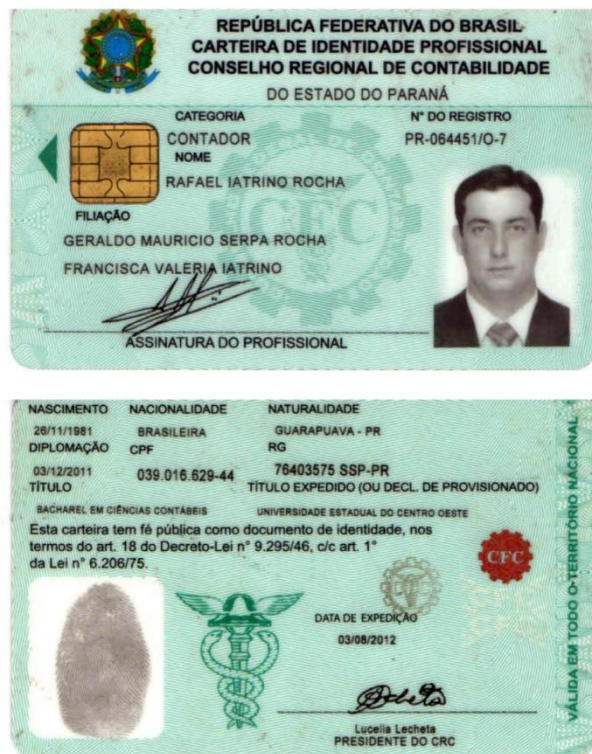 REPÚBLICA FEDERATIVA DO BRASIL
CARTEIRA DE IDENTIDADE PROFISSIONAL
CONSELHO REGIONAL DE CONTABILIDADE
DO ESTADO DO PARANÁ
CATEGORIA N° DO REGISTRO
CONTADOR PR-064451/O-7
NOME
RAFAEL IATRINO ROCHA
FILIAÇÃO
GERALDO MAURICIO SERPA ROCHA
FRANCISCA VALERIA IATRINO
CFC
ASSINATURA DO PROFISSIONAL
NASCIMENTO NACIONALIDADE NATURALIDADE
26/11/1981 BRASILEIRA GUARAPUAVA - PR
DIPLOMAÇÃO CPF RG
03/12/2011 039.016.629-44 76403575 SSP-PR
TÍTULO TÍTULO EXPEDIDO (OU DECL. DE PROVISIONADO)
BACHAREL EM CIÊNCIAS CONTÁBEIS UNIVERSIDADE ESTADUAL DO CENTRO OESTE
Esta carteira tem fé pública como documento de identidade, nos
termos do art. 18 do Decreto-Lei n° 9.295/46, c/c art. 1°
da Lei n° 6.206/75.
CFC
DATA DE EXPEDIÇÃO
03/08/2012
Lucelia Lecheta
PRESIDENTE DO CRC
VÁLIDA EM TODO O TERRITÓRIO NACIONAL